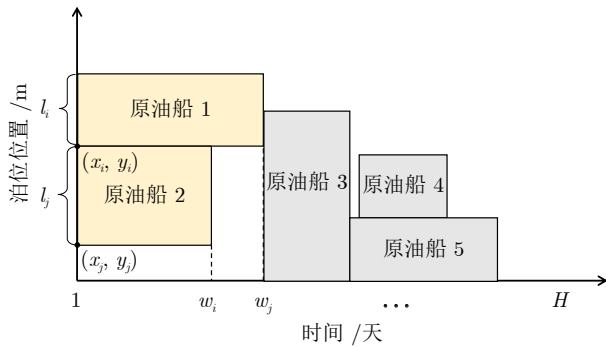 泊位位置 /m
l_i
原油船 1
(x_i, y_i)
l_j
原油船 2
原油船 3
原油船 4
(x_j, y_j)
原油船 5
1
w_i
w_j
...
H
时间 /天